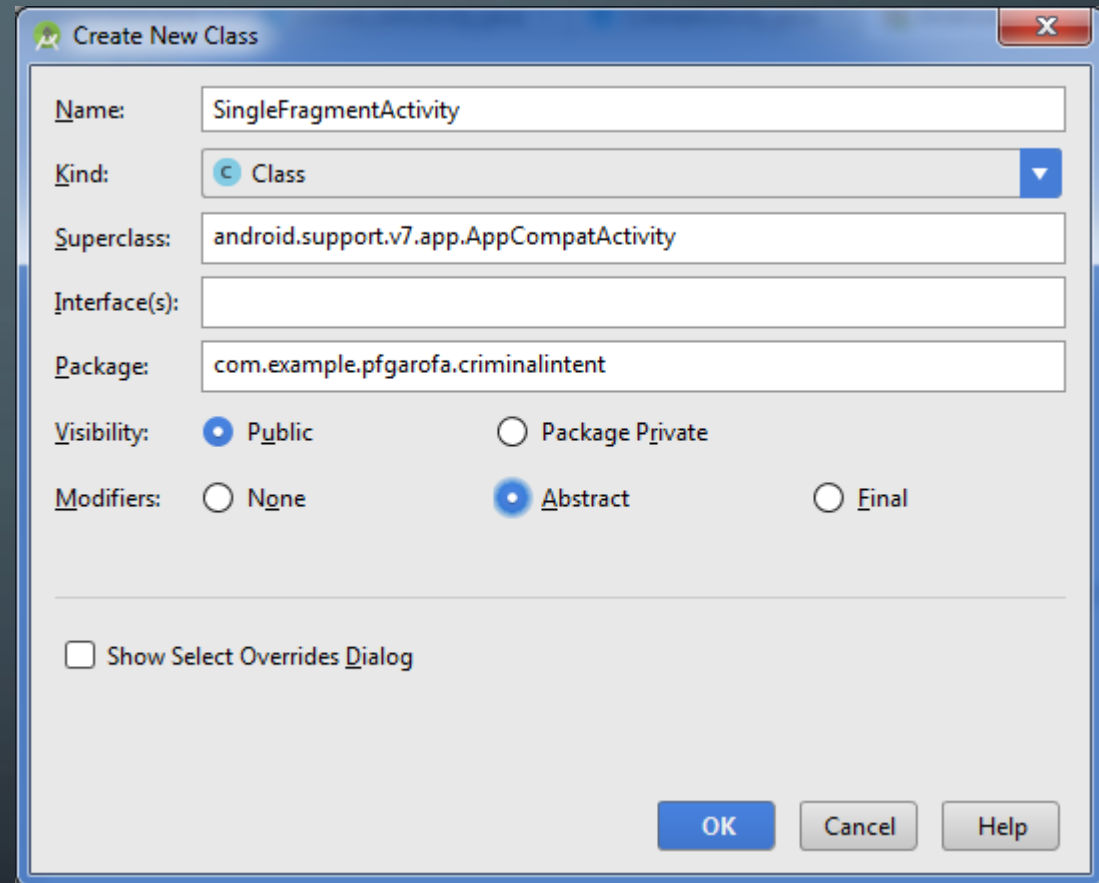 Create New Class
Name: SingleFragmentActivity
Kind: C Class
Superclass: android.support.v7.app.AppCompatActivity
Interface(s):
Package: com.example.pfgarofa.criminalintent
Visibility: Public Package Private
Modifiers: None Abstract Final
Show Select Overrides Dialog
OK Cancel Help